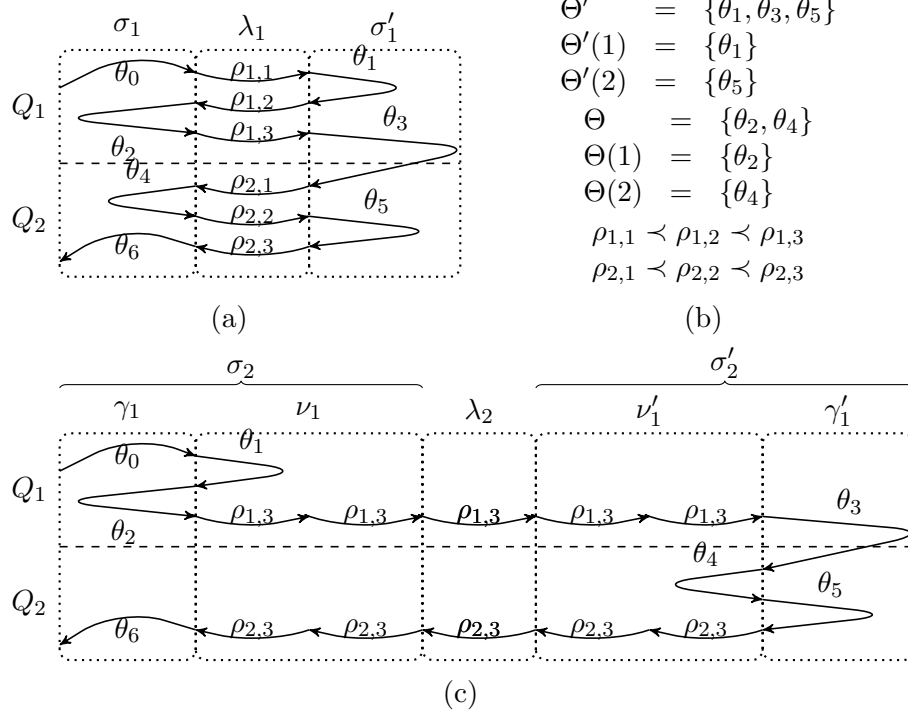 σ₁ λ₁ σ′₁
Q₁
θ₀ ρ₁,₁ θ₁
ρ₁,₂
ρ₁,₃ θ₃
θ₂
Q₂
θ₄ ρ₂,₁
ρ₂,₂ θ₅
θ₆ ρ₂,₃
(a)
Θ′ = {θ₁, θ₃, θ₅}
Θ′(1) = {θ₁}
Θ′(2) = {θ₅}
Θ = {θ₂, θ₄}
Θ(1) = {θ₂}
Θ(2) = {θ₄}
ρ₁,₁ ≺ ρ₁,₂ ≺ ρ₁,₃
ρ₂,₁ ≺ ρ₂,₂ ≺ ρ₂,₃
(b)
σ₂ σ′₂
γ₁ ν₁ λ₂ ν′₁ γ′₁
Q₁
θ₀ θ₁
θ₂ ρ₁,₃ ρ₁,₃ ρ₁,₃ ρ₁,₃ ρ₁,₃ θ₃
Q₂
θ₄ θ₅
θ₆ ρ₂,₃ ρ₂,₃ ρ₂,₃ ρ₂,₃ ρ₂,₃
(c)